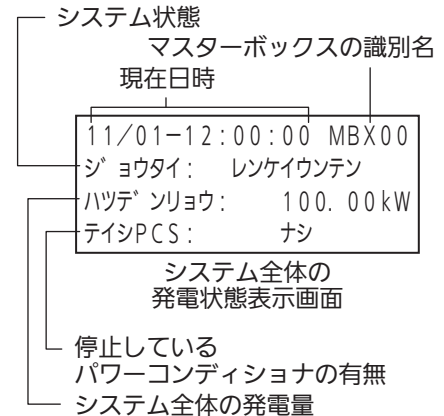 システム状態
マスターボックスの識別名
現在日時
11/01-12:00:00 MBX00
ジョウタイ: レンケイウンテン
ハツデンリョウ: 100.00kW
テイシPCS: ナシ
システム全体の
発電状態表示画面
停止している
パワーコンディショナの有無
システム全体の発電量